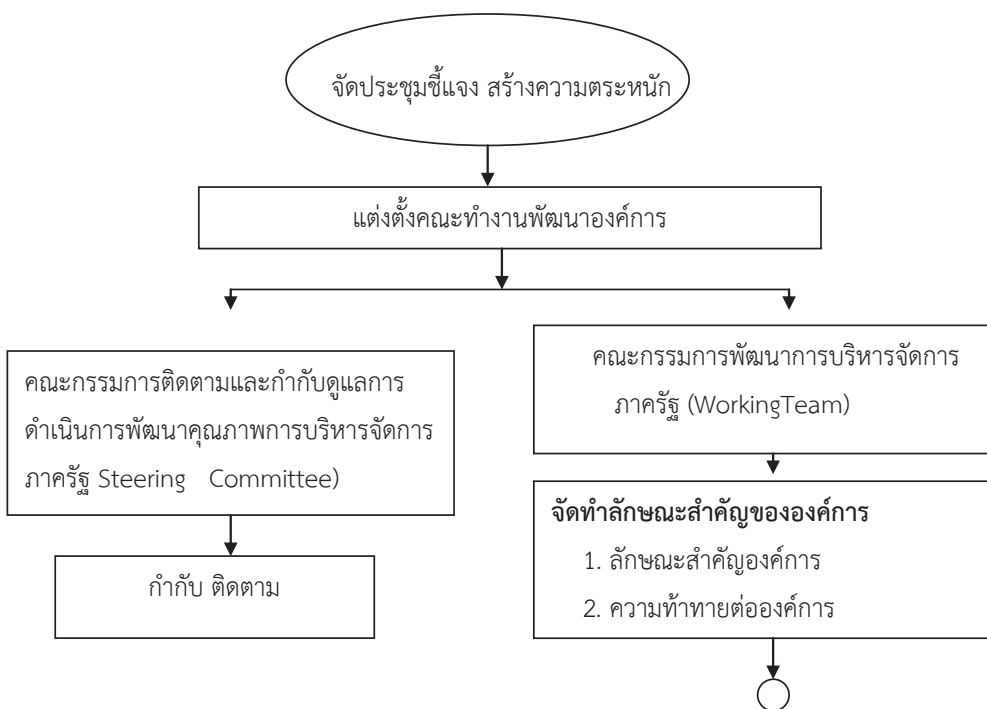 จัดประชุมชี้แจง สร้างความตระหนัก
แต่งตั้งคณะทำงานพัฒนาองค์การ
คณะกรรมการติดตามและกำกับดูแลการ
ดำเนินการพัฒนาคุณภาพการบริหารจัดการ
ภาครัฐ Steering Committee)
กำกับ ติดตาม
คณะกรรมการพัฒนาการบริหารจัดการ
ภาครัฐ (WorkingTeam)
จัดทำลักษณะสำคัญขององค์การ
1. ลักษณะสำคัญองค์การ
2. ความท้าทายต่อองค์การ